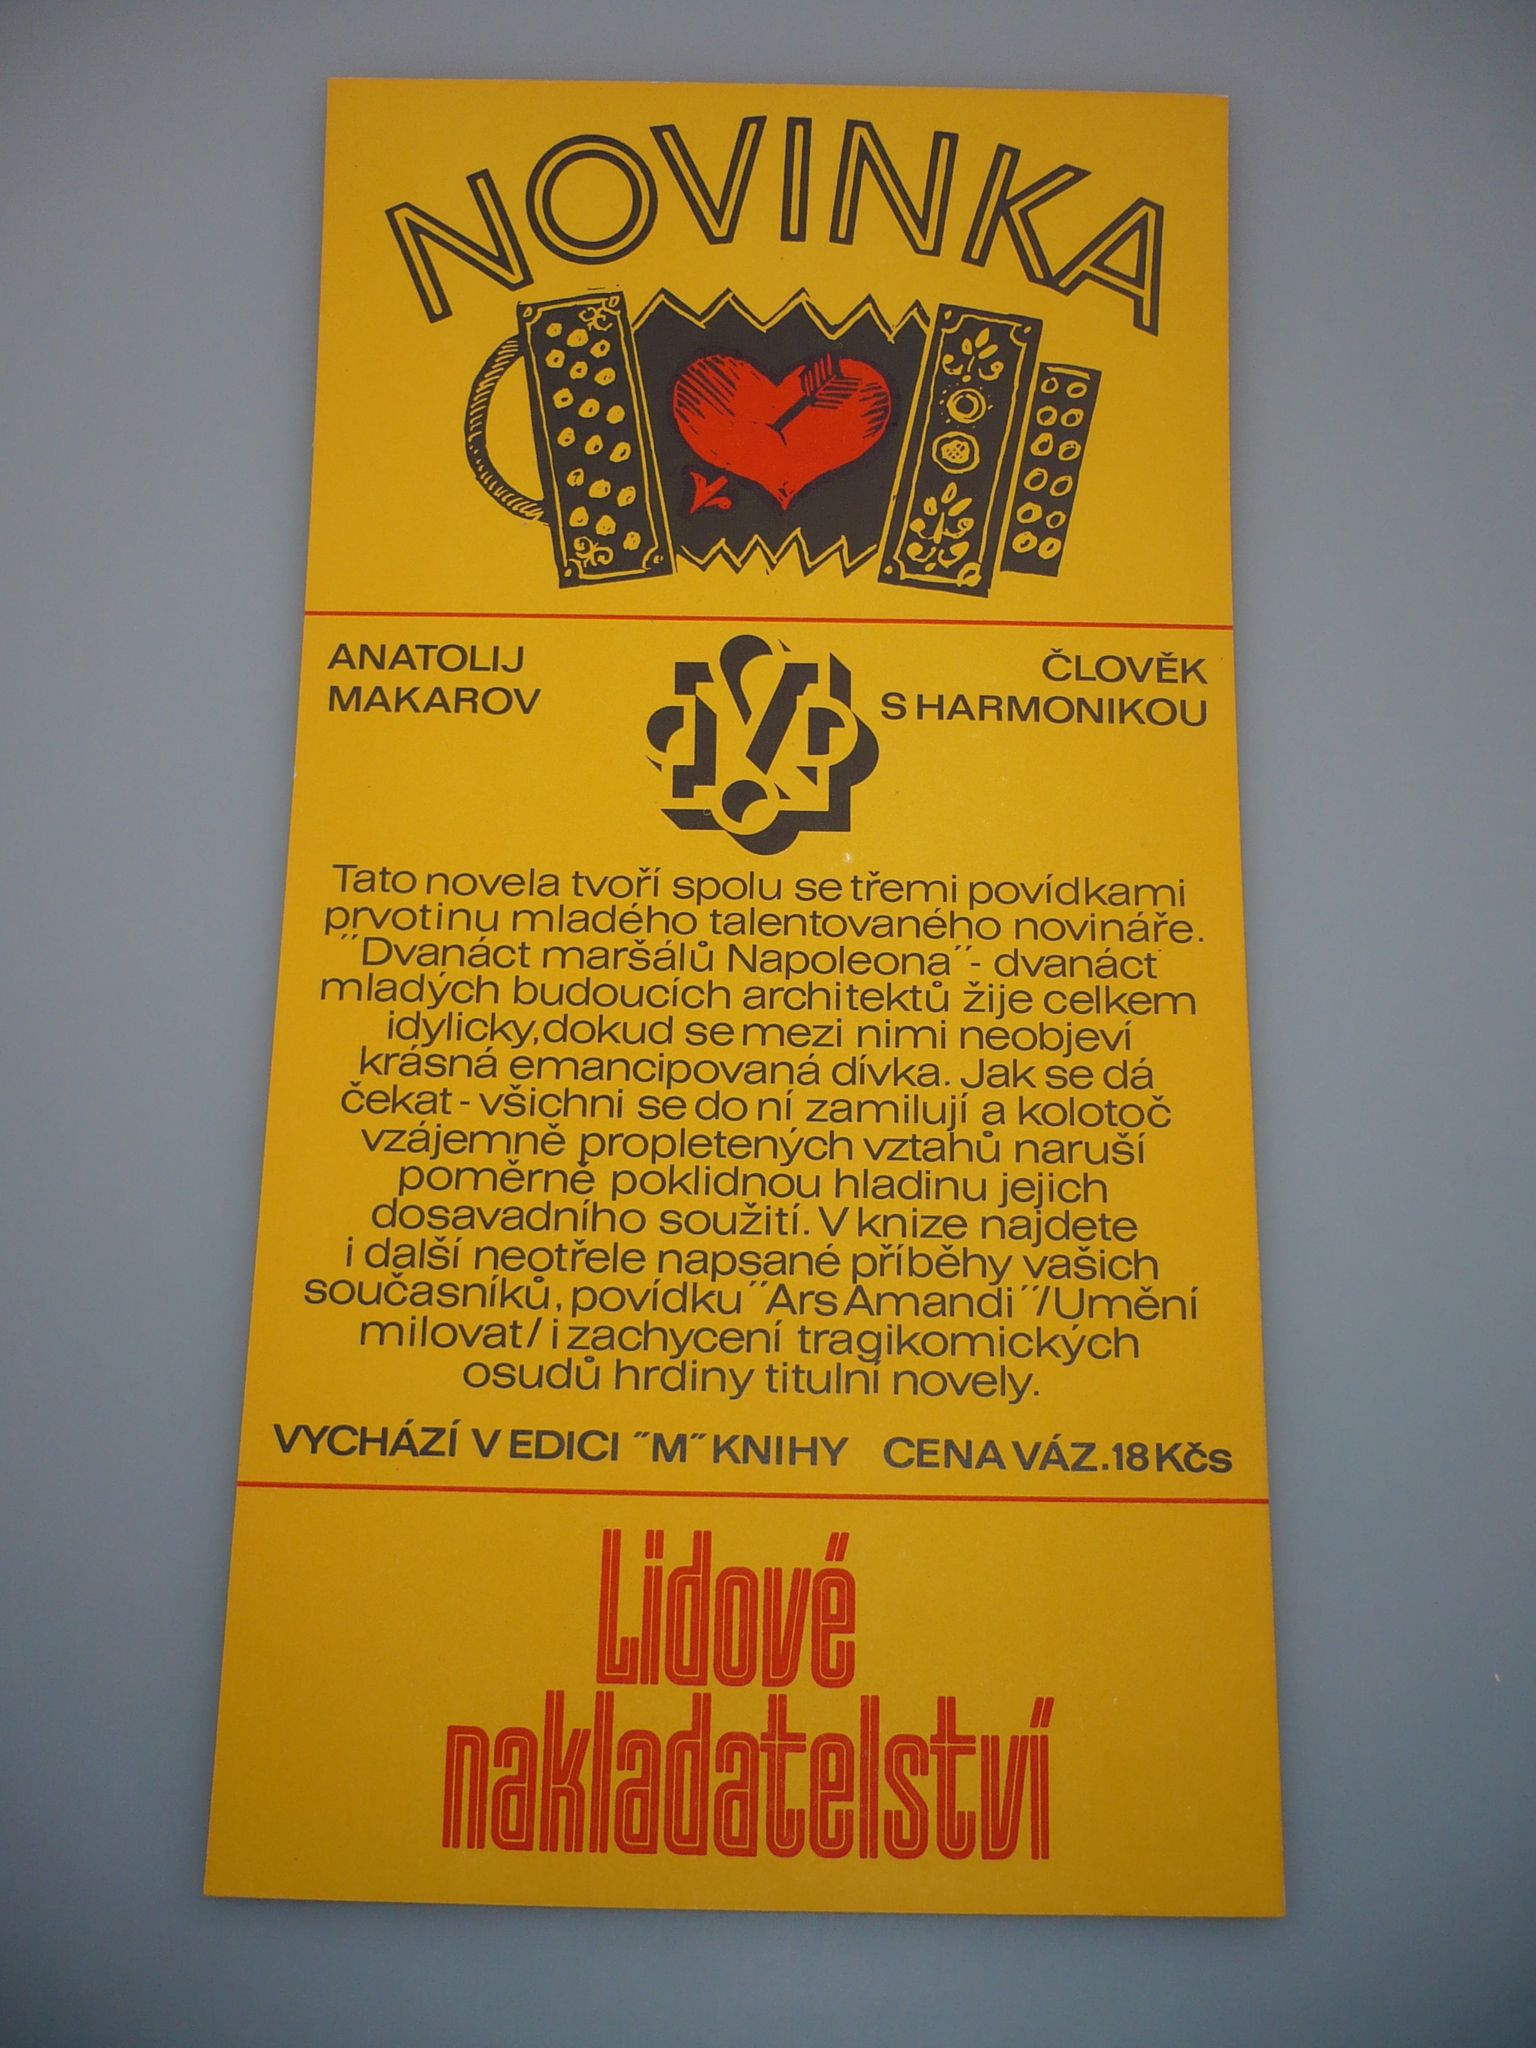 NOVINKA
ANATOLIJ
MAKAROV
ČLOVĚK
S HARMONIKOU
Tato novela tvoří spolu se třemi povídkami
prvotinu mladého talentovaného novináře.
"Dvanáct maršálů Napoleona"- dvanáct
mladých budoucích architektů žije celkem
idylicky, dokud se mezi nimi neobjeví
krásná emancipovaná dívka. Jak se dá
čekat - všichni se do ní zamilují a kolotoč
vzájemně propletených vztahů naruší
poměrně poklidnou hladinu jejich
dosavadního soužití. V knize najdete
i další neotřele napsané příběhy vašich
současníků, povídku "Ars Amandi"/Umění
milovat/ i zachycení tragikomických
osudů hrdiny titulní novely.
VYCHÁZÍ V EDICI "M" KNIHY CENA VÁZ. 18 Kčs
Lidové
nakladatelství